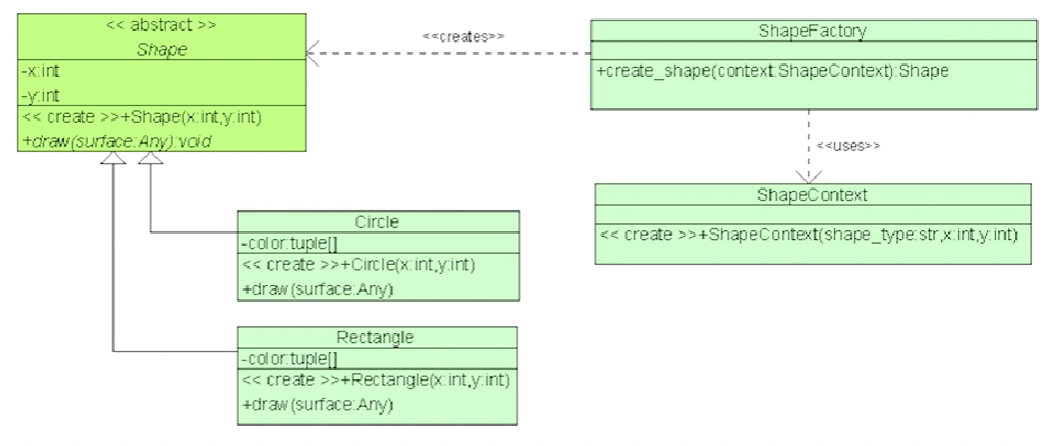 << abstract >>
Shape
-x:int
-y:int
<< create >>+Shape(x:int,y:int)
+draw(surface:Any):void
<<creates>>
ShapeFactory
+create_shape(context:ShapeContext):Shape
<<uses>>
ShapeContext
<< create >>+ShapeContext(shape_type:str,x:int,y:int)
Circle
-color:tuple[]
<< create >>+Circle(x:int,y:int)
+draw(surface:Any)
Rectangle
-color:tuple[]
<< create >>+Rectangle(x:int,y:int)
+draw(surface:Any)